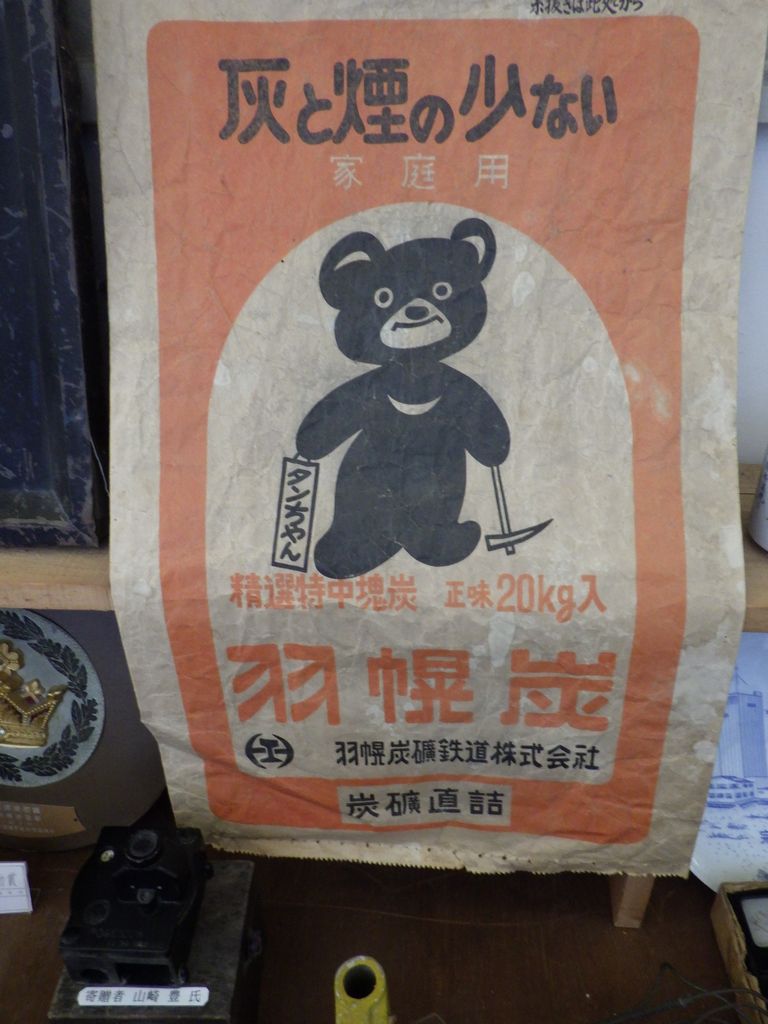 灰と煙の少ない
家庭用
タンちやん
精選特中塊炭 正味20kg入
羽幌炭
工 羽幌炭礦鉄道株式会社
炭礦直詰
寄贈者 山崎 豊 氏